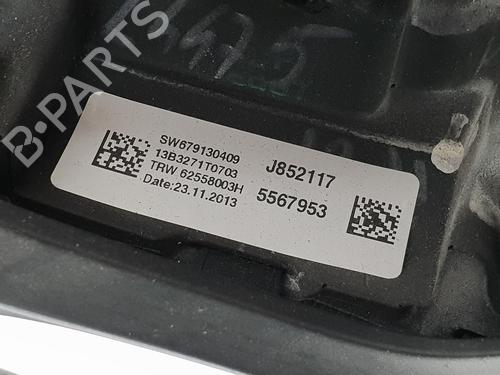 B-PARTS
SW679130409
13B3271T0703
TRW 62558003H
Date:23.11.2013
J852117
5567953